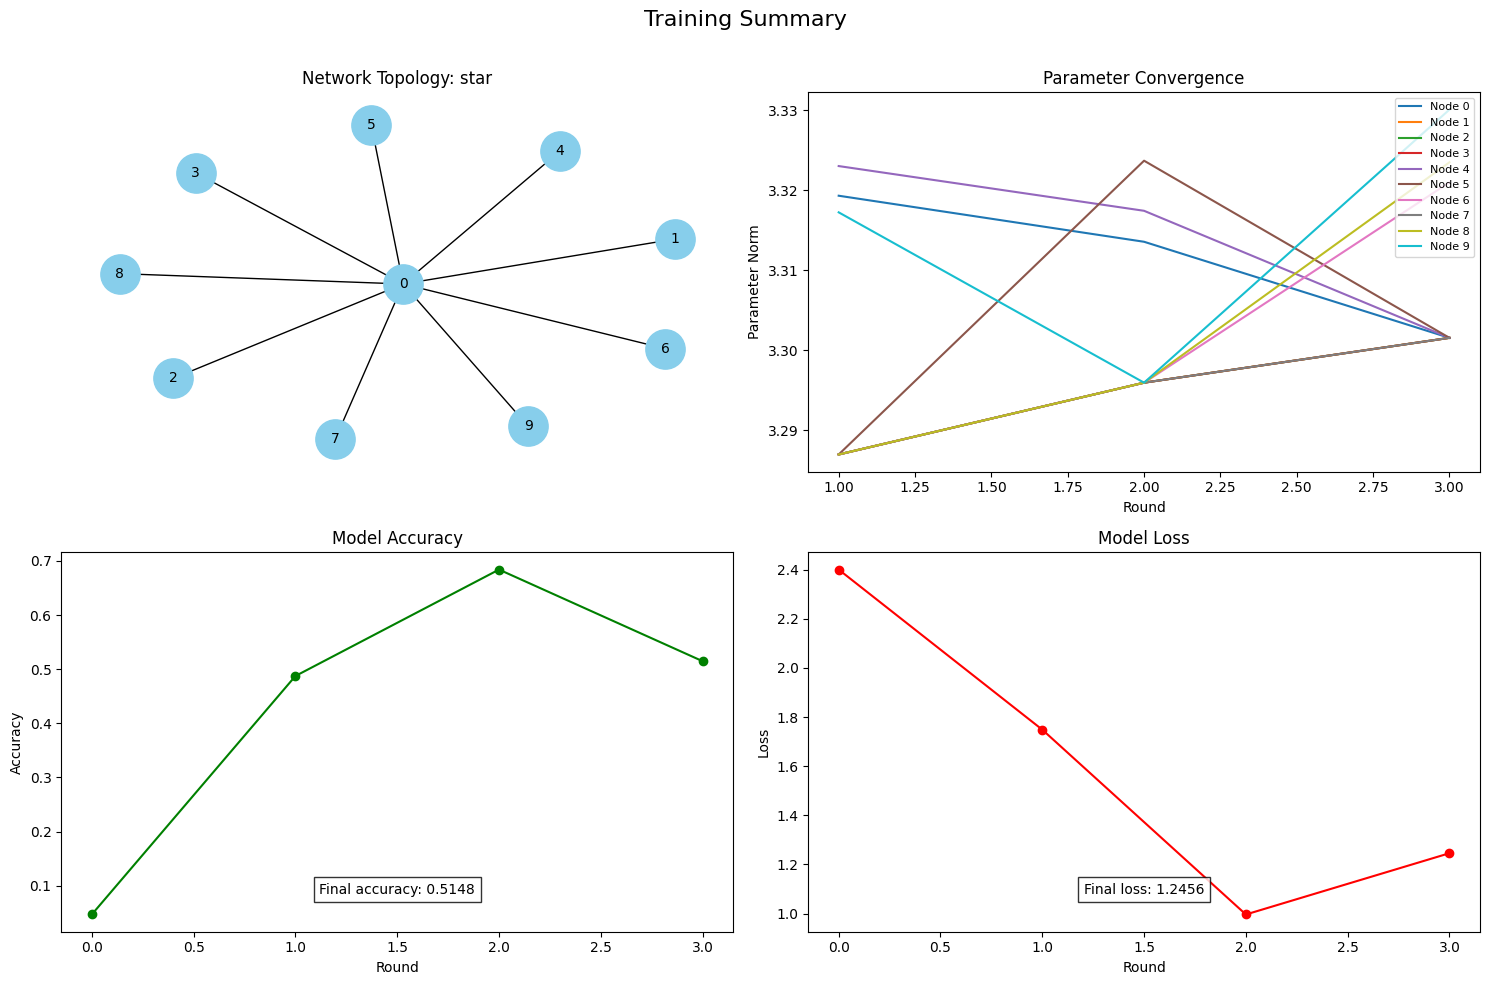 Training Summary
Network Topology: star
5
4
3
1
8
0
6
2
9
7
Parameter Convergence
Parameter Norm
3.33
3.32
3.31
3.30
3.29
Node 0
Node 1
Node 2
Node 3
Node 4
Node 5
Node 6
Node 7
Node 8
Node 9
1.00 1.25 1.50 1.75 2.00 2.25 2.50 2.75 3.00
Round
Model Accuracy
Accuracy
0.7
0.6
0.5
0.4
0.3
0.2
0.1
Final accuracy: 0.5148
0.0 0.5 1.0 1.5 2.0 2.5 3.0
Round
Model Loss
Loss
2.4
2.2
2.0
1.8
1.6
1.4
1.2
1.0
Final loss: 1.2456
0.0 0.5 1.0 1.5 2.0 2.5 3.0
Round